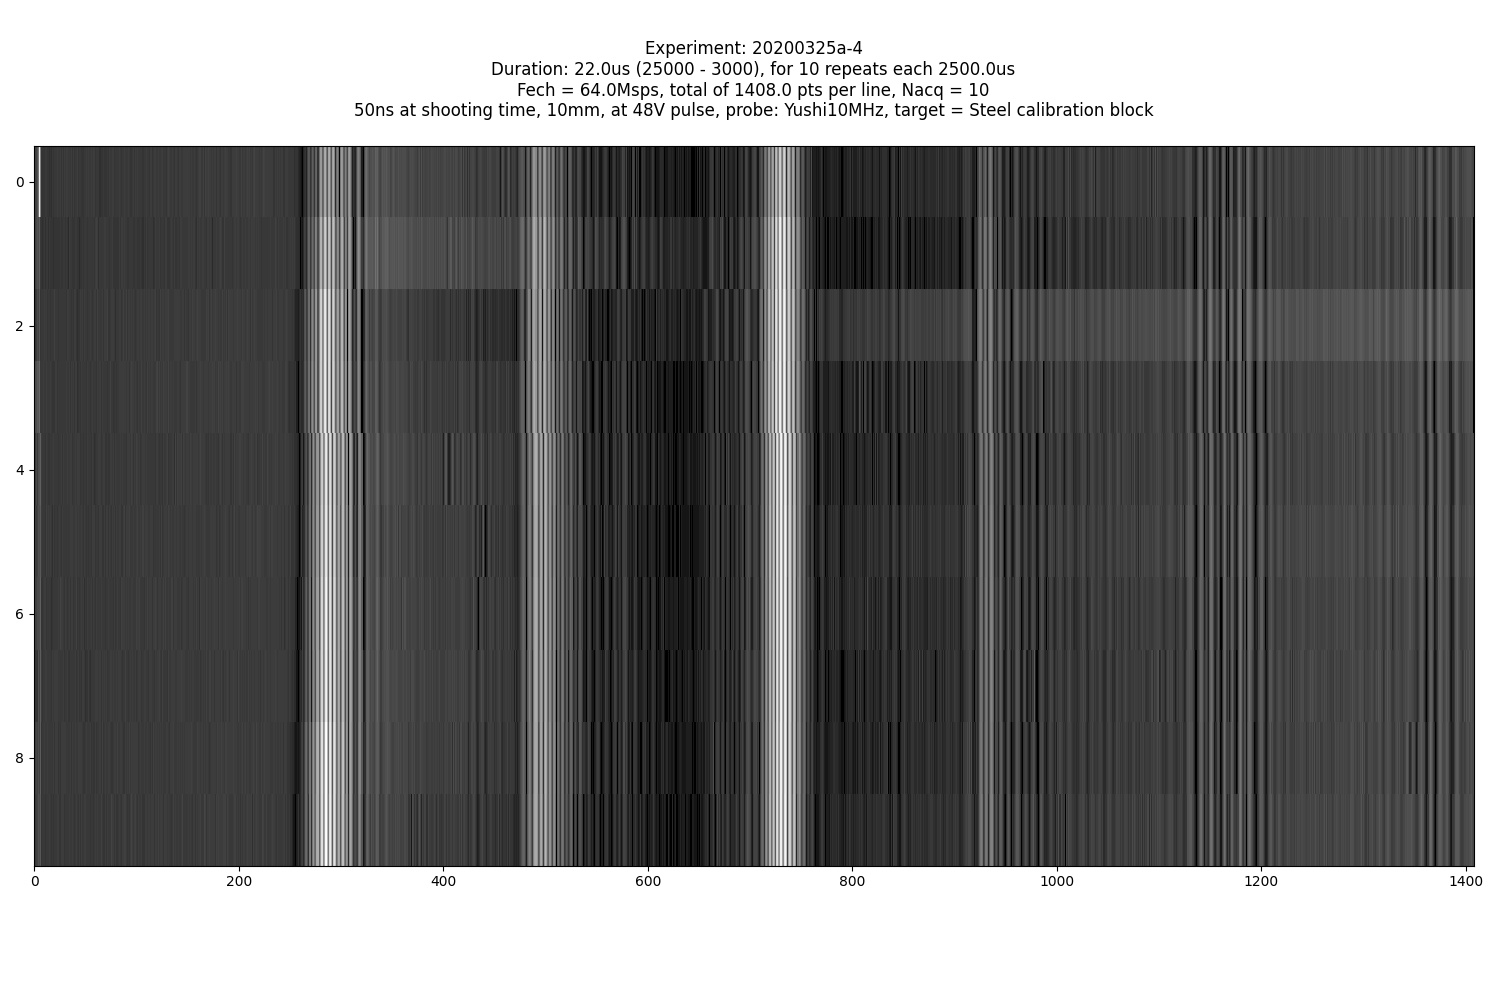 Experiment: 20200325a-4
Duration: 22.0us (25000 - 3000), for 10 repeats each 2500.0us
Fech = 64.0Msps, total of 1408.0 pts per line, Nacq = 10
50ns at shooting time, 10mm, at 48V pulse, probe: Yushi10MHz, target = Steel calibration block
0
2
4
6
8
0 200 400 600 800 1000 1200 1400